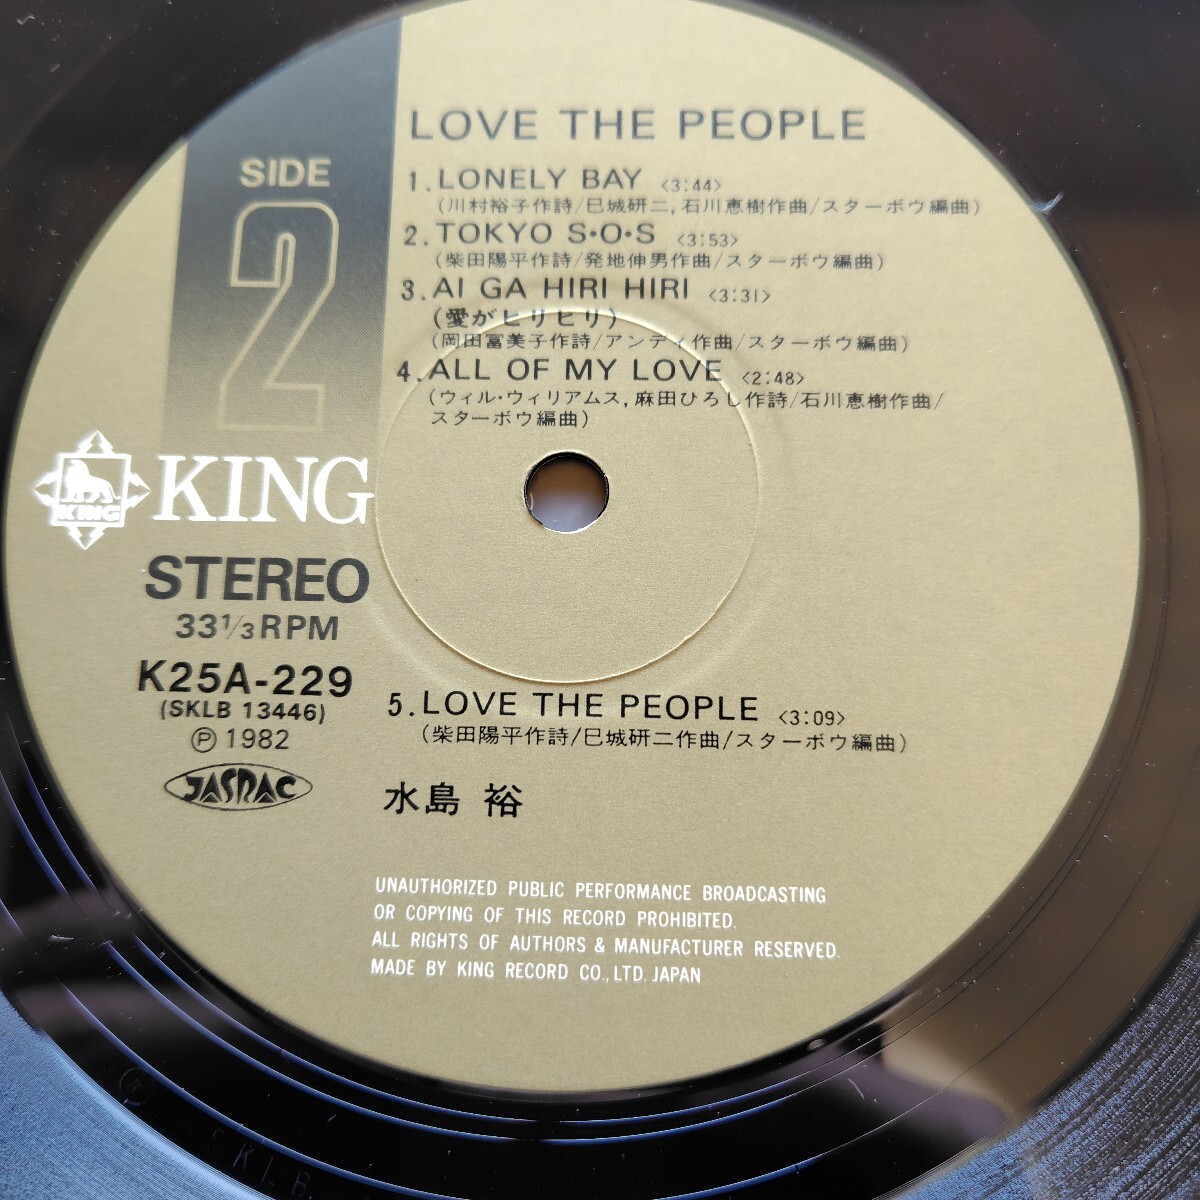 LOVE THE PEOPLE
SIDE
2
1. LONELY BAY <3:44>
(川村裕子作詩/巳城研二,石川恵樹作曲/スターボウ編曲)
2. TOKYO S•O•S <3:53>
(柴田陽平作詩/発地伸男作曲/スターボウ編曲)
3. AI GA HIRI HIRI <3:31>
(愛がヒリヒリ)
(岡田冨美子作詩/アンディ作曲/スターボウ編曲)
4. ALL OF MY LOVE <2:48>
(ウィル・ウィリアムス,麻田ひろし作詩/石川恵樹作曲/
スターボウ編曲)
KING
KING
STEREO
33 1/3 RPM
K25A-229
(SKLB 13446)
℗ 1982
JASRAC
5. LOVE THE PEOPLE <3:09>
(柴田陽平作詩/巳城研二作曲/スターボウ編曲)
水島 裕
UNAUTHORIZED PUBLIC PERFORMANCE BROADCASTING
OR COPYING OF THIS RECORD PROHIBITED.
ALL RIGHTS OF AUTHORS & MANUFACTURER RESERVED.
MADE BY KING RECORD CO., LTD. JAPAN